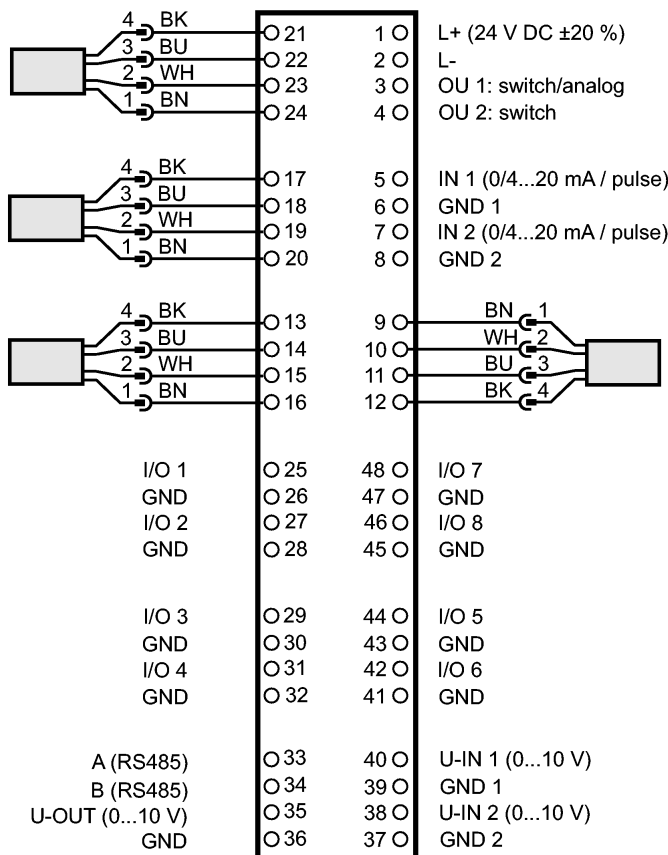 4 BK 21 1 L+ (24 V DC ±20 %)
3 BU 22 2 L-
2 WH 23 3 OU 1: switch/analog
1 BN 24 4 OU 2: switch
4 BK 17 5 IN 1 (0/4...20 mA / pulse)
3 BU 18 6 GND 1
2 WH 19 7 IN 2 (0/4...20 mA / pulse)
1 BN 20 8 GND 2
4 BK 13 9 BN 1
3 BU 14 10 WH 2
2 WH 15 11 BU 3
1 BN 16 12 BK 4
I/O 1 25 48 I/O 7
GND 26 47 GND
I/O 2 27 46 I/O 8
GND 28 45 GND
I/O 3 29 44 I/O 5
GND 30 43 GND
I/O 4 31 42 I/O 6
GND 32 41 GND
A (RS485) 33 40 U-IN 1 (0...10 V)
B (RS485) 34 39 GND 1
U-OUT (0...10 V) 35 38 U-IN 2 (0...10 V)
GND 36 37 GND 2